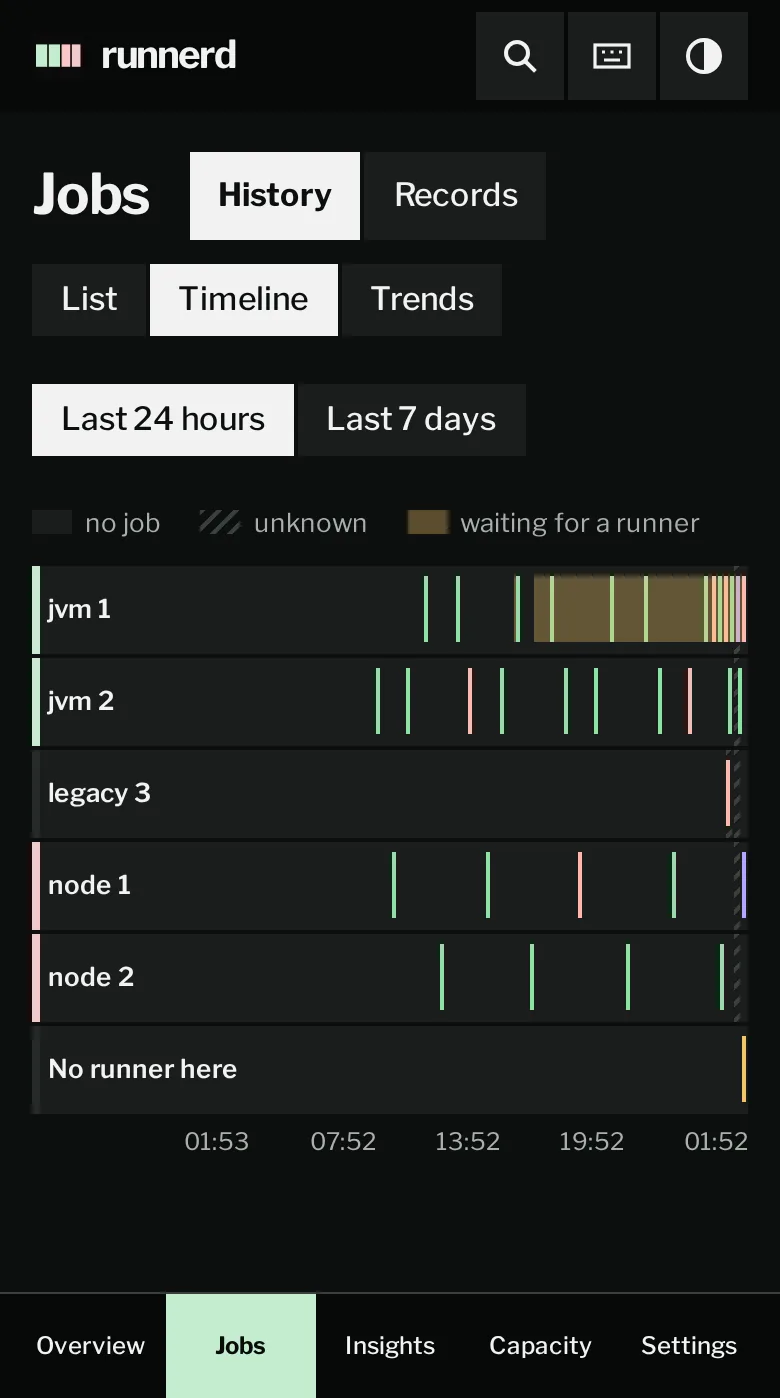 runnerd
Jobs History Records
List Timeline Trends
Last 24 hours Last 7 days
no job unknown waiting for a runner
jvm 1
jvm 2
legacy 3
node 1
node 2
No runner here
01:53 07:52 13:52 19:52 01:52
Overview Jobs Insights Capacity Settings